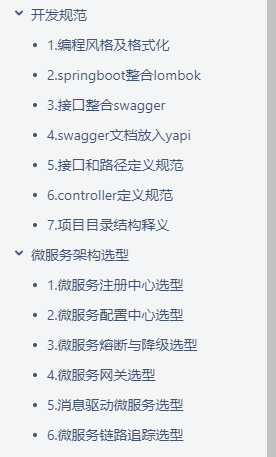 开发规范
1.编程风格及格式化
2.springboot整合lombok
3.接口整合swagger
4.swagger文档放入yapi
5.接口和路径定义规范
6.controller定义规范
7.项目目录结构释义
微服务架构选型
1.微服务注册中心选型
2.微服务配置中心选型
3.微服务熔断与降级选型
4.微服务网关选型
5.消息驱动微服务选型
6.微服务链路追踪选型